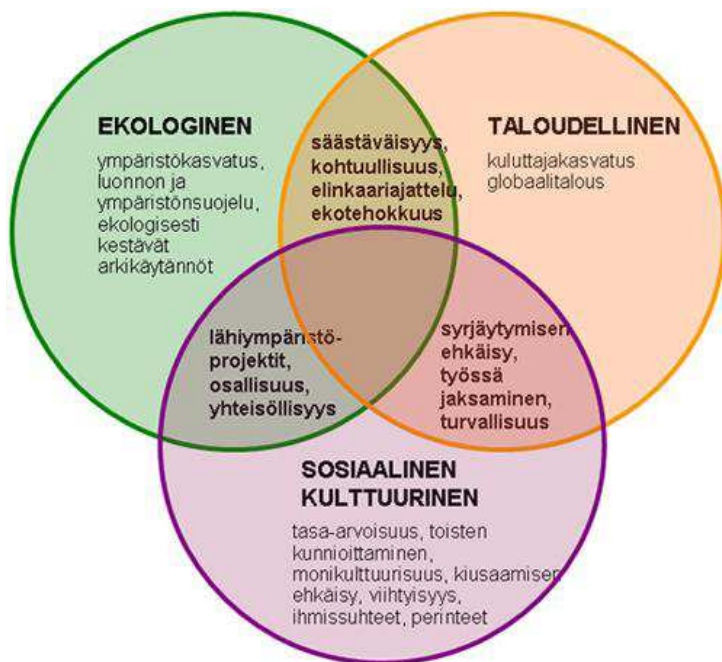 EKOLOGINEN
ympäristökasvatus,
luonnon ja
ympäristönsuojelu,
ekologisesti
kestävät
arkikäytännöt
säästäväisyys,
kohtuullisuus,
elinkaariajattelu,
ekotehokkuus
TALOUDELLINEN
kuluttajakasvatus
globaalitalous
lähiympäristö-
projektit,
osallisuus,
yhteisöllisyys
syrjäytymisen
ehkäisy,
työssä
jaksaminen,
turvallisuus
SOSIAALINEN
KULTTUURINEN
tasa-arvoisuus, toisten
kunnioittaminen,
monikulttuurisuus, kiusaamisen
ehkäisy, viihtyisyys,
ihmissuhteet, perinteet